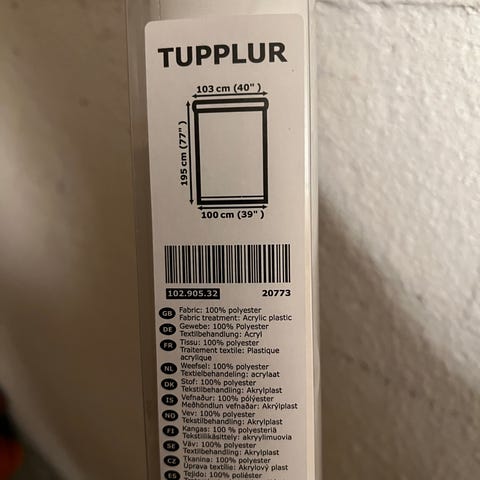 TUPPLUR
103 cm (40")
195 cm (77")
100 cm (39")
102.905.32 20773
GB Fabric: 100% polyester
Fabric treatment: Acrylic plastic
DE Gewebe: 100% Polyester
Textilbehandlung: Acryl
FR Tissu: 100% polyester
Traitement textile: Plastique
acrylique
NL Weefsel: 100% polyester
Textielbehandeling: acrylaat
DK Stof: 100% polyester
Tekstilbehandling: Akrylplast
IS Vefnaður: 100% pólýester
Meðhöndlun vefnaðar: Akrýlplast
NO Vev: 100% polyester
Tekstilbehandling: Akrylplast
FI Kangas: 100 % polyesteriä
Tekstiilikäsittely: akryylimuovia
SE Väv: 100% polyester
Textilbehandling: Akrylplast
CZ Tkanina: 100% polyester
Úprava textilie: Akrylový plast
ES Tejido: 100% poliéster